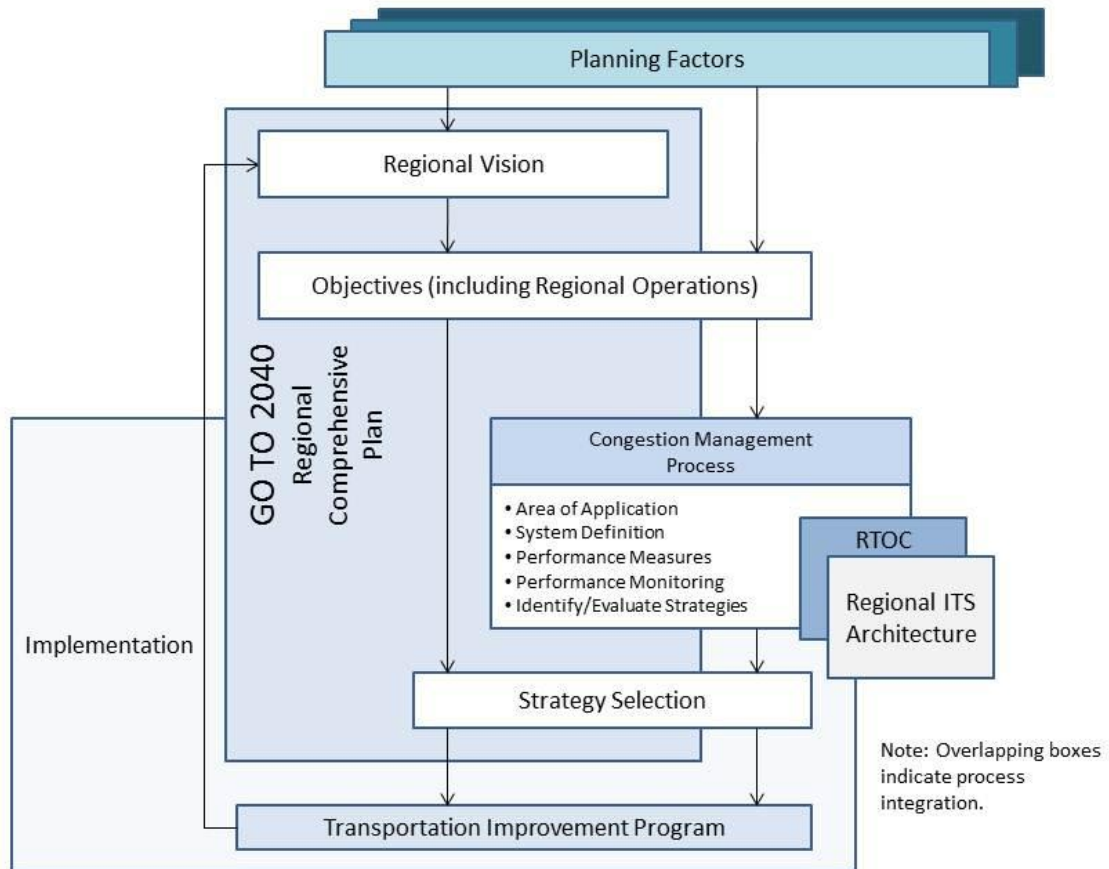 Planning Factors
Regional Vision
Objectives (including Regional Operations)
GO TO 2040
Regional
Comprehensive
Plan
Congestion Management
Process
• Area of Application
• System Definition
• Performance Measures
• Performance Monitoring
• Identify/Evaluate Strategies
RTOC
Regional ITS
Architecture
Implementation
Strategy Selection
Note: Overlapping boxes
indicate process
integration.
Transportation Improvement Program